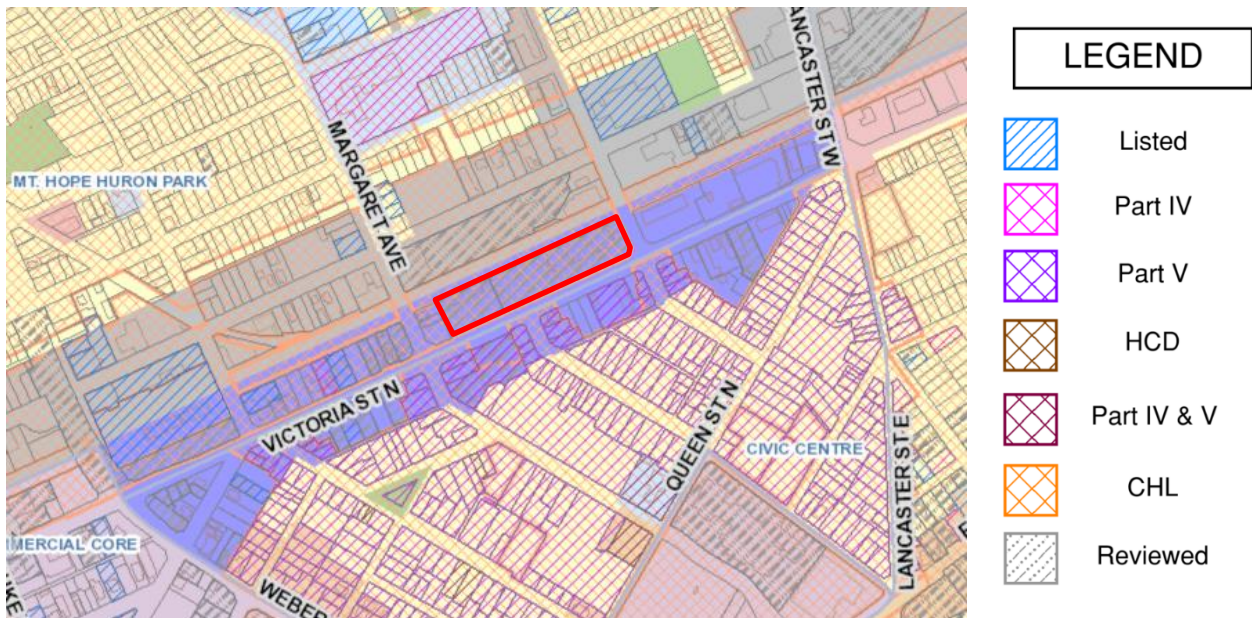 LANCASTER ST W
MARGARET AVE
MT. HOPE HURON PARK
VICTORIA ST N
QUEEN ST N
CIVIC CENTRE
LANCASTER ST E
MMERCIAL CORE
WEBER
LEGEND
Listed
Part IV
Part V
HCD
Part IV & V
CHL
Reviewed